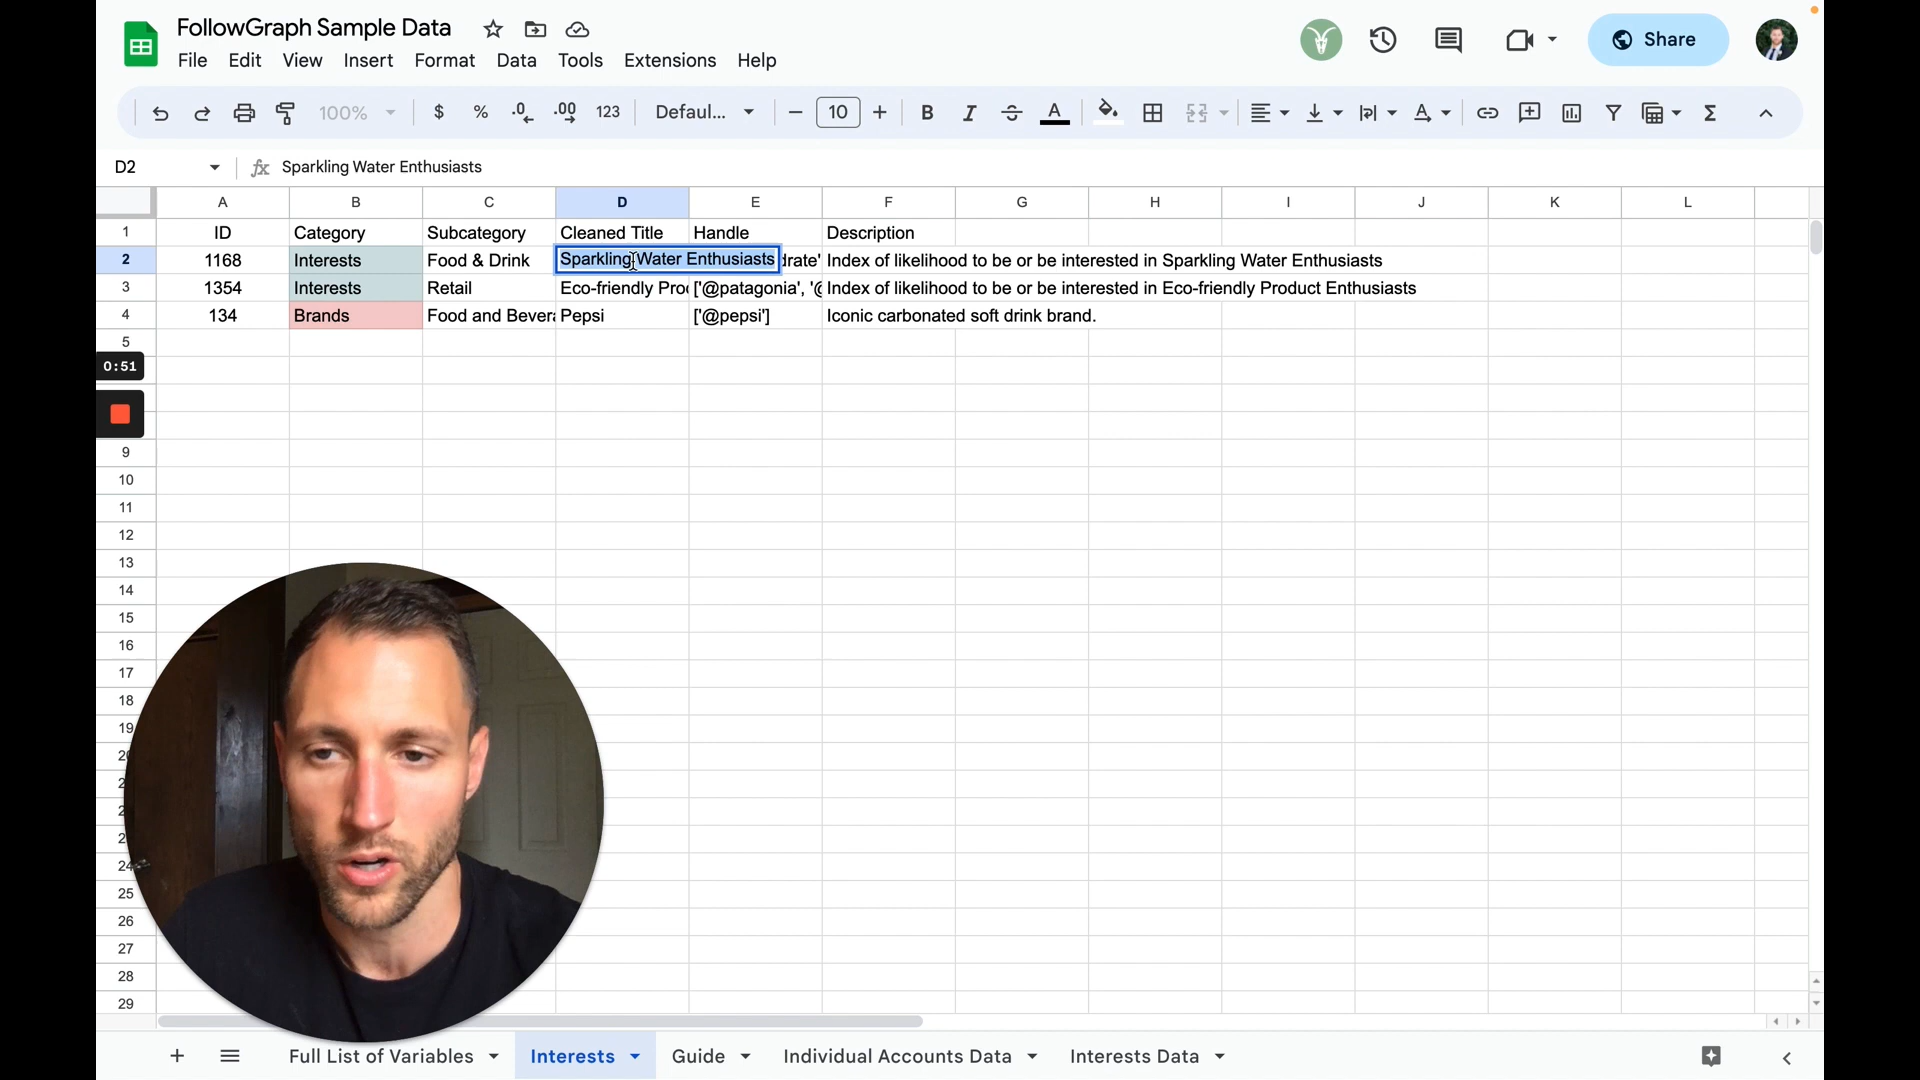 FollowGraph Sample Data
File Edit View Insert Format Data Tools Extensions Help
Share
100% $ % .0 .00 123 Defaul... 10 B I A
D2 Sparkling Water Enthusiasts
A B C D E F G H I J K L
1 ID Category Subcategory Cleaned Title Handle Description
2 1168 Interests Food & Drink Sparkling Water Enthusiasts drate' Index of likelihood to be or be interested in Sparkling Water Enthusiasts
3 1354 Interests Retail Eco-friendly Pro ['@patagonia', '@ Index of likelihood to be or be interested in Eco-friendly Product Enthusiasts
4 134 Brands Food and Bevera Pepsi ['@pepsi'] Iconic carbonated soft drink brand.
5
0:51
9
10
11
12
13
14
15
16
17
18
19
24
25
26
27
28
29
Full List of Variables Interests Guide Individual Accounts Data Interests Data